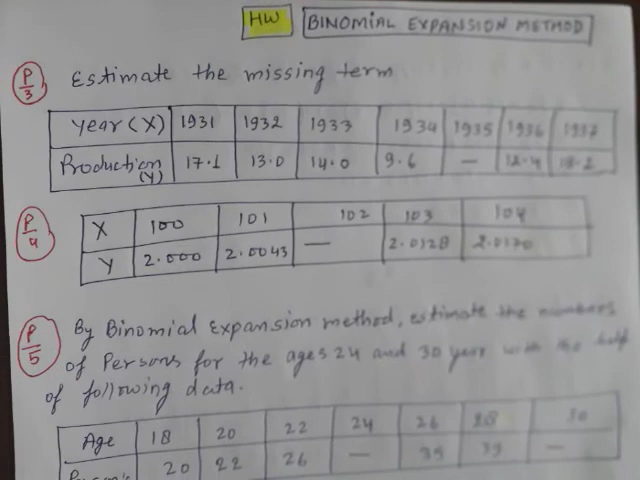 HW BINOMIAL EXPANSION METHOD
P/3 Estimate the missing term
Year (X) 1931 1932 1933 1934 1935 1936 1937
Production (Y) 17.1 13.0 14.0 9.6 — 12.4 18.2
P/4
X 100 101 102 103 104
Y 2.000 2.0043 — 2.0128 2.0170
P/5 By Binomial Expansion method, estimate the numbers
of Persons for the ages 24 and 30 year with the help
of following data.
Age 18 20 22 24 26 28 30
20 22 26 — 35 39 —